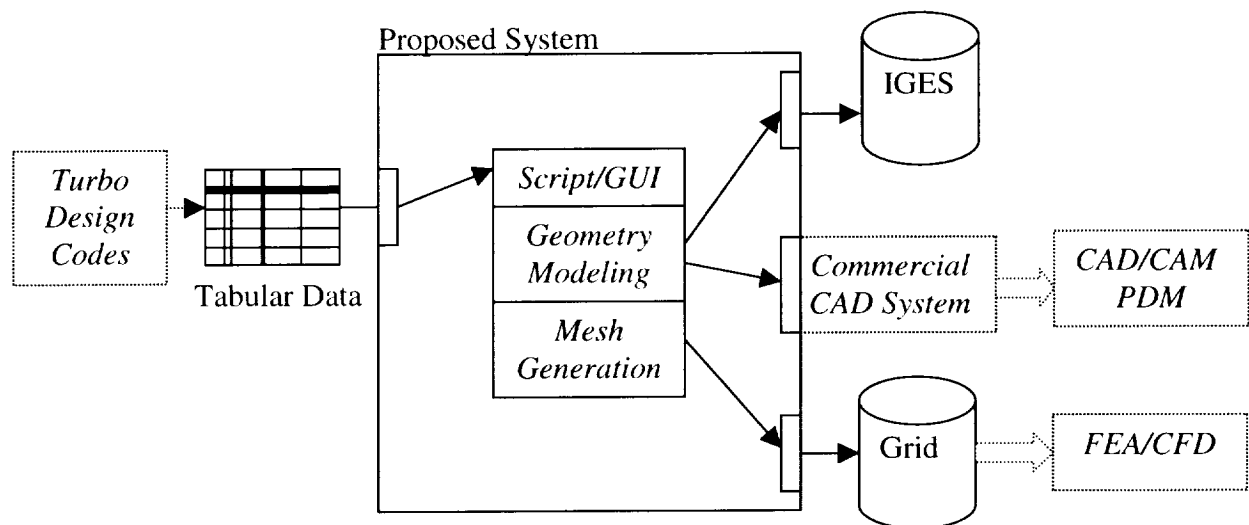 Proposed System
IGES
Turbo
Design
Codes
Tabular Data
Script/GUI
Geometry
Modeling
Mesh
Generation
Commercial
CAD System
CAD/CAM
PDM
Grid
FEA/CFD